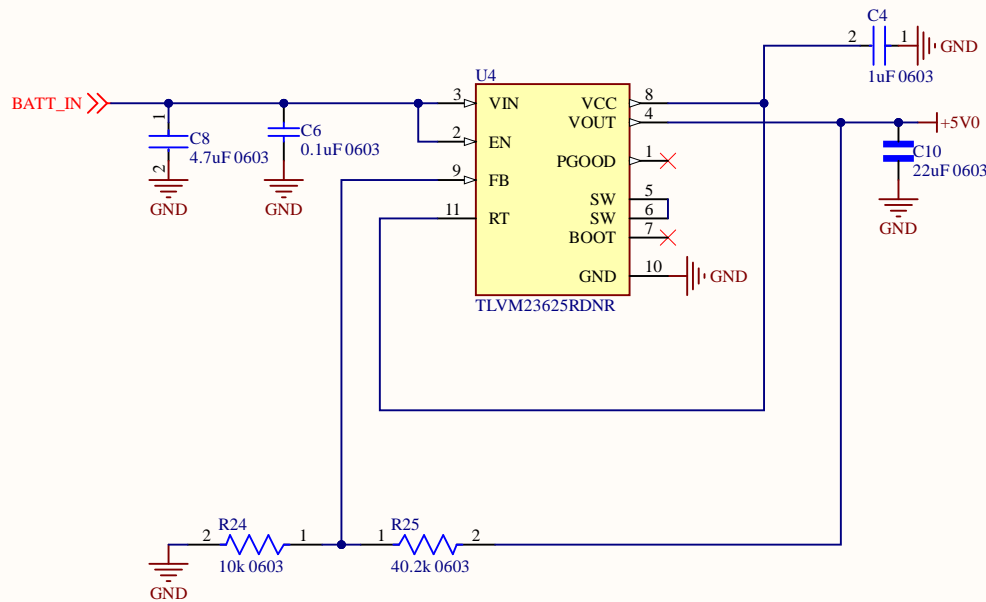 C4
2
1
GND
1uF 0603
U4
BATT_IN
3
VIN
VCC
8
VOUT
4
+5V0
1
C8
4.7uF 0603
2
GND
C6
0.1uF 0603
GND
2
EN
PGOOD
1
C10
22uF 0603
GND
9
FB
SW
5
11
RT
SW
6
BOOT
7
GND
10
GND
TLVM23625RDNR
R24
2
1
10k 0603
GND
R25
1
2
40.2k 0603